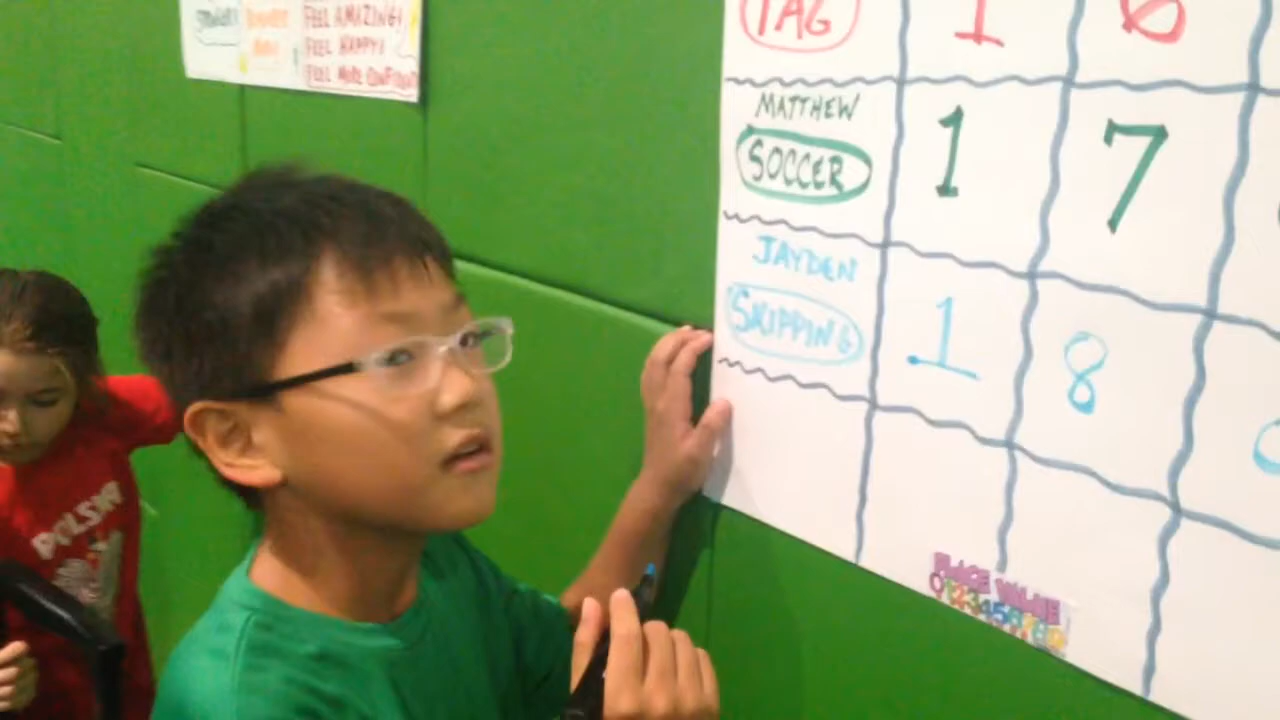 FEEL AMAZING!
FEEL HAPPY!
FEEL MORE CONFIDENT
TAG 1 6
MATTHEW
SOCCER 1 7
JAYDEN
SKIPPING 1 8
PLACE VALUE
POLSKA